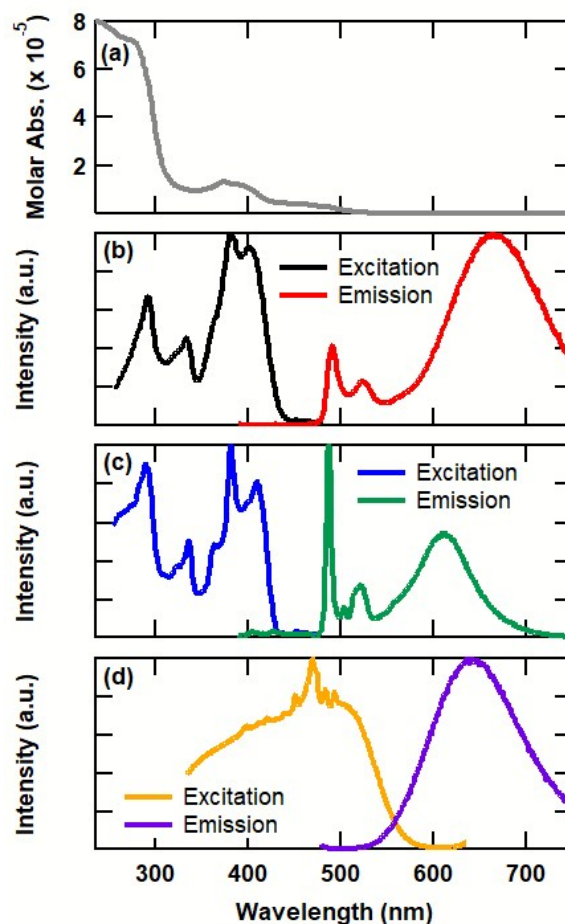 Molar Abs. (x 10⁻⁵)
8
6
4
2
(a)
Intensity (a.u.)
(b)
Excitation
Emission
Intensity (a.u.)
(c)
Excitation
Emission
Intensity (a.u.)
(d)
Excitation
Emission
300 400 500 600 700
Wavelength (nm)